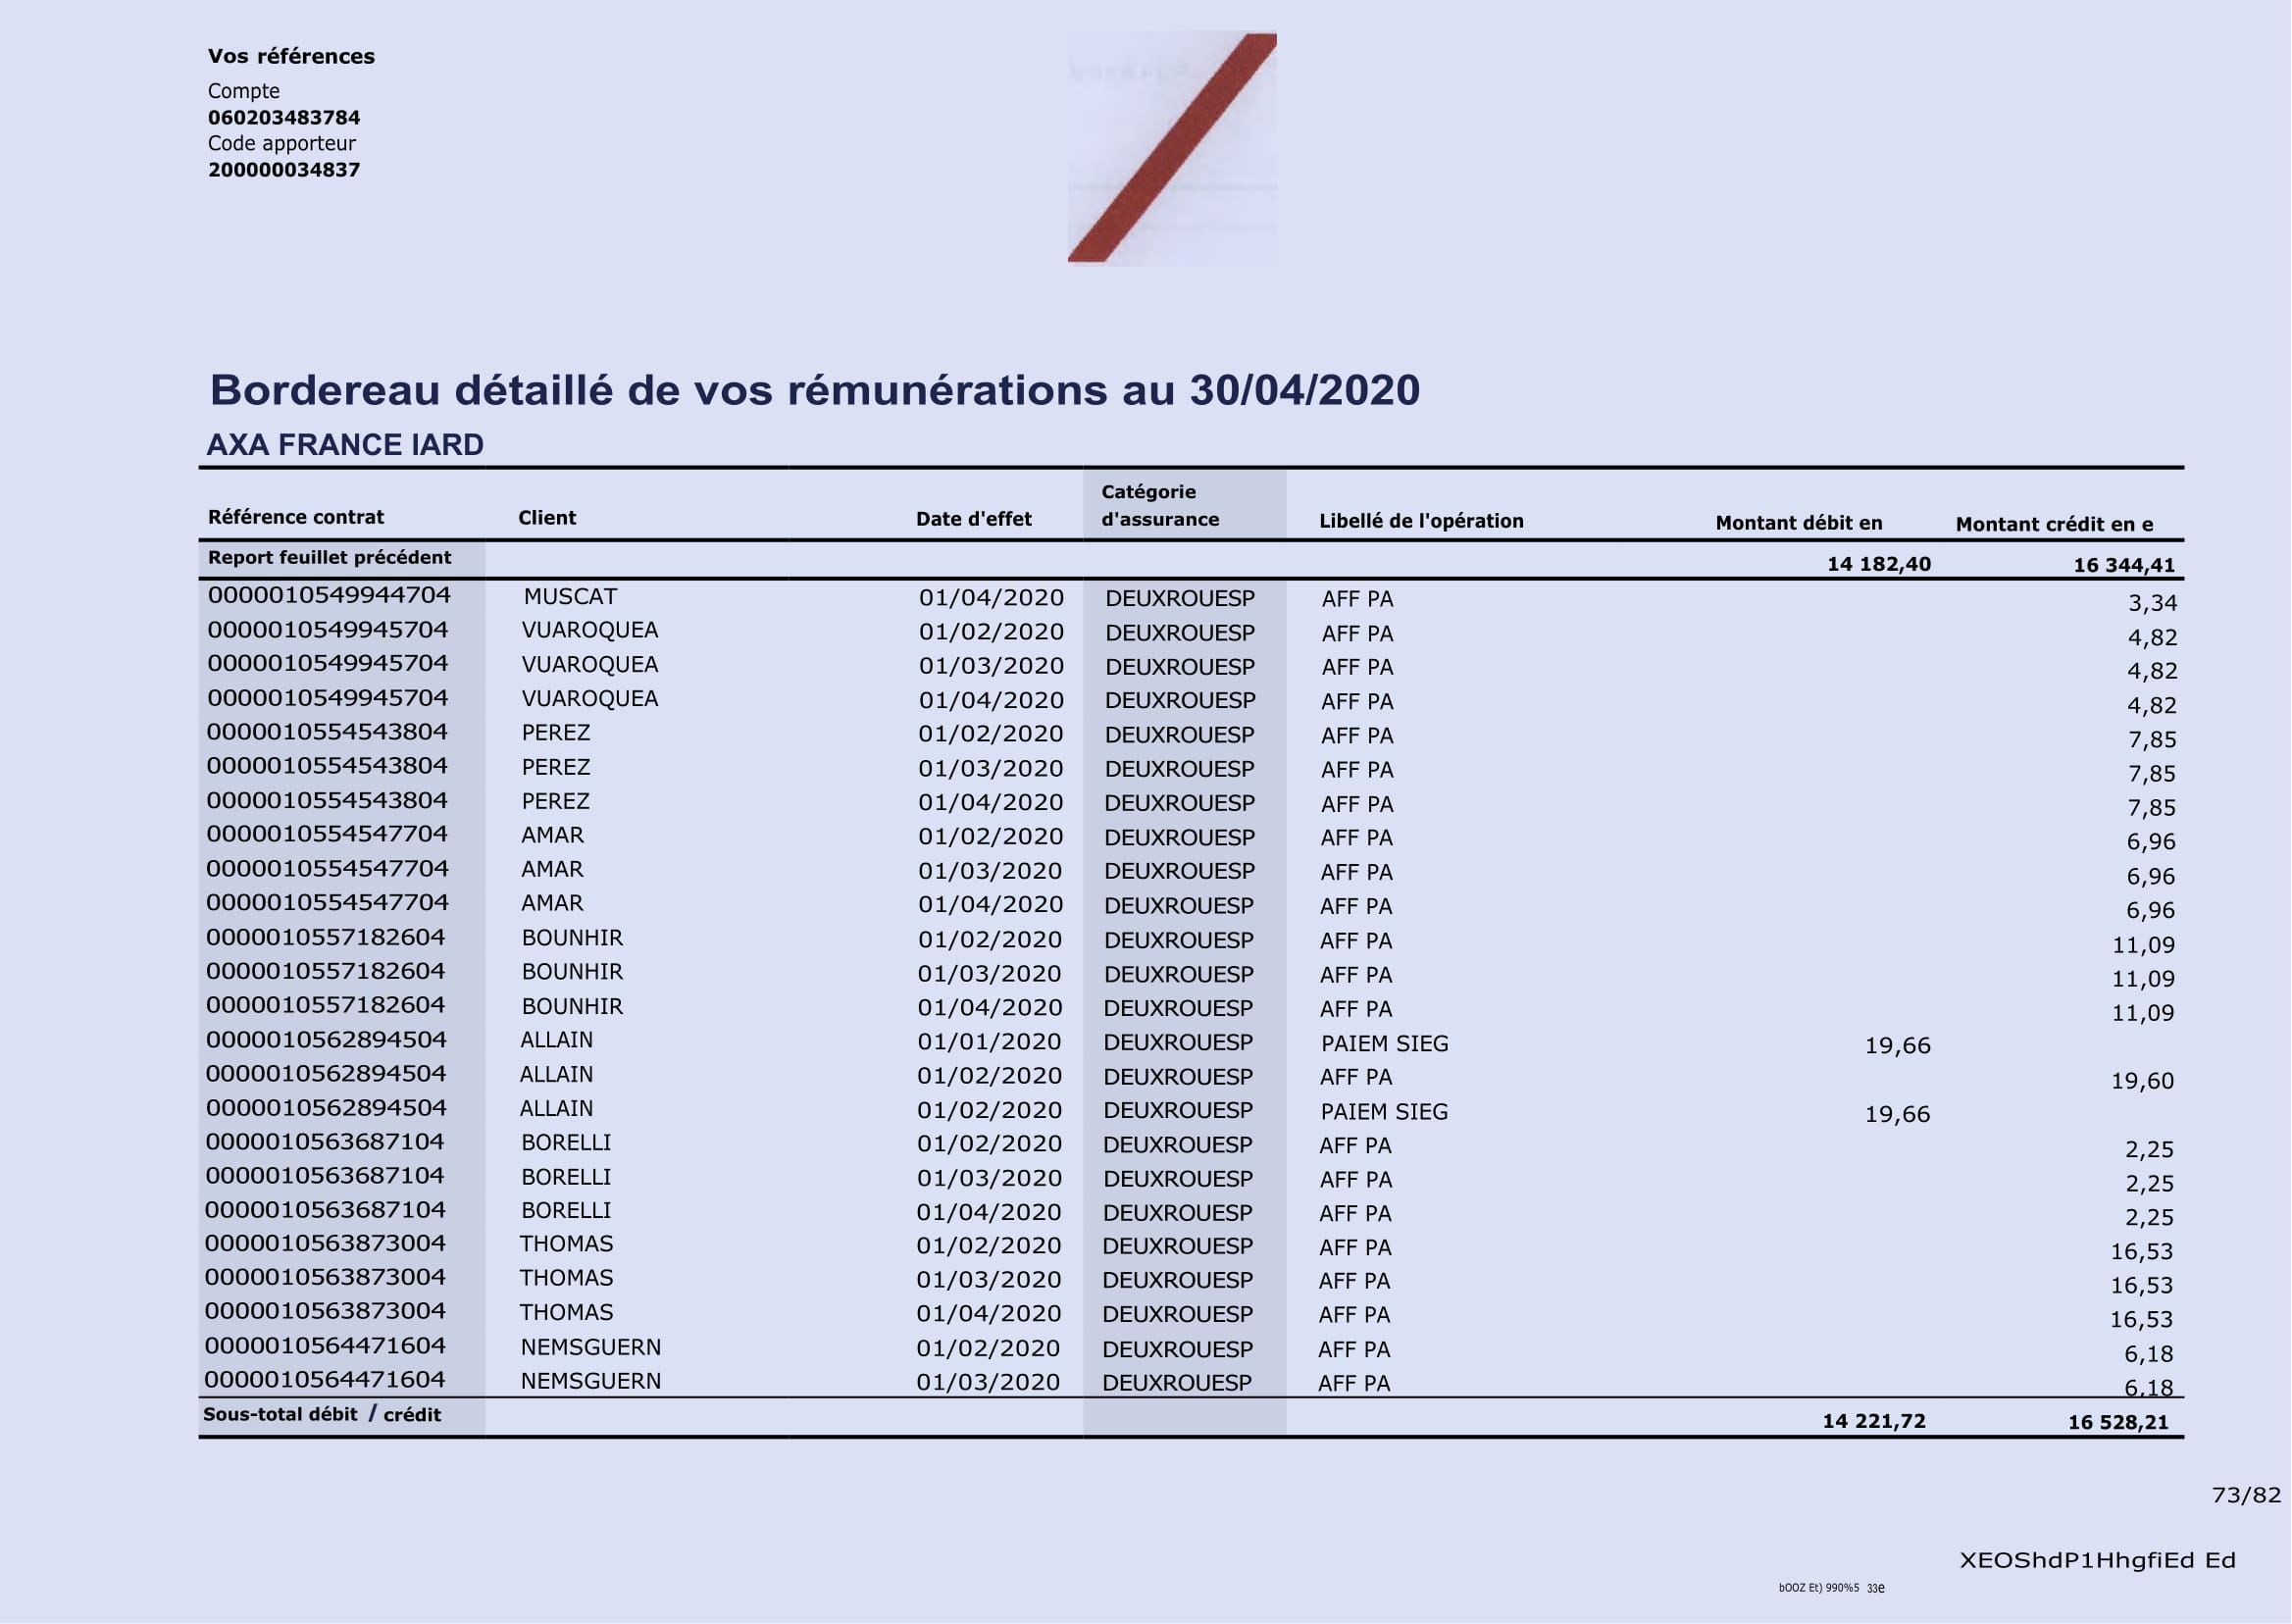 Vos références
Compte
060203483784
Code apporteur
200000034837
Bordereau détaillé de vos rémunérations au 30/04/2020
AXA FRANCE IARD
Référence contrat Client Date d'effet Catégorie d'assurance Libellé de l'opération Montant débit en Montant crédit en e
Report feuillet précédent 14 182,40 16 344,41
0000010549944704 MUSCAT 01/04/2020 DEUXROUESP AFF PA 3,34
0000010549945704 VUAROQUEA 01/02/2020 DEUXROUESP AFF PA 4,82
0000010549945704 VUAROQUEA 01/03/2020 DEUXROUESP AFF PA 4,82
0000010549945704 VUAROQUEA 01/04/2020 DEUXROUESP AFF PA 4,82
0000010554543804 PEREZ 01/02/2020 DEUXROUESP AFF PA 7,85
0000010554543804 PEREZ 01/03/2020 DEUXROUESP AFF PA 7,85
0000010554543804 PEREZ 01/04/2020 DEUXROUESP AFF PA 7,85
0000010554547704 AMAR 01/02/2020 DEUXROUESP AFF PA 6,96
0000010554547704 AMAR 01/03/2020 DEUXROUESP AFF PA 6,96
0000010554547704 AMAR 01/04/2020 DEUXROUESP AFF PA 6,96
0000010557182604 BOUNHIR 01/02/2020 DEUXROUESP AFF PA 11,09
0000010557182604 BOUNHIR 01/03/2020 DEUXROUESP AFF PA 11,09
0000010557182604 BOUNHIR 01/04/2020 DEUXROUESP AFF PA 11,09
0000010562894504 ALLAIN 01/01/2020 DEUXROUESP PAIEM SIEG 19,66
0000010562894504 ALLAIN 01/02/2020 DEUXROUESP AFF PA 19,60
0000010562894504 ALLAIN 01/02/2020 DEUXROUESP PAIEM SIEG 19,66
0000010563687104 BORELLI 01/02/2020 DEUXROUESP AFF PA 2,25
0000010563687104 BORELLI 01/03/2020 DEUXROUESP AFF PA 2,25
0000010563687104 BORELLI 01/04/2020 DEUXROUESP AFF PA 2,25
0000010563873004 THOMAS 01/02/2020 DEUXROUESP AFF PA 16,53
0000010563873004 THOMAS 01/03/2020 DEUXROUESP AFF PA 16,53
0000010563873004 THOMAS 01/04/2020 DEUXROUESP AFF PA 16,53
0000010564471604 NEMSGUERN 01/02/2020 DEUXROUESP AFF PA 6,18
0000010564471604 NEMSGUERN 01/03/2020 DEUXROUESP AFF PA 6,18
Sous-total débit / crédit 14 221,72 16 528,21
73/82
XEOShdP1HhgfiEd Ed
bOOZ Et) 990%5 33e